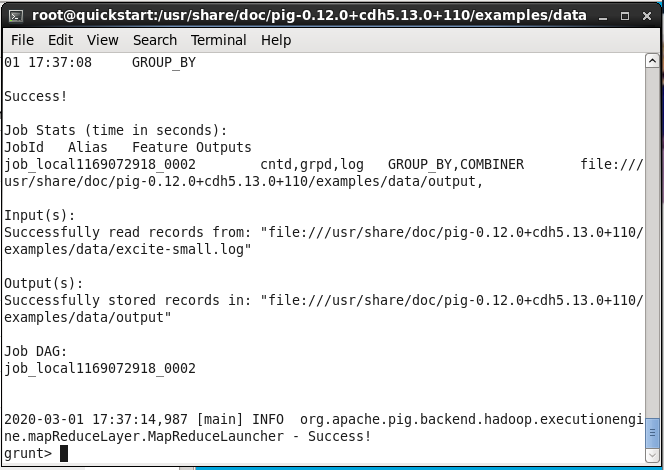 root@quickstart:/usr/share/doc/pig-0.12.0+cdh5.13.0+110/examples/data
File Edit View Search Terminal Help
01 17:37:08     GROUP_BY
Success!
Job Stats (time in seconds):
JobId   Alias   Feature Outputs
job_local1169072918_0002        cntd,grpd,log   GROUP_BY,COMBINER       file:///
usr/share/doc/pig-0.12.0+cdh5.13.0+110/examples/data/output,
Input(s):
Successfully read records from: "file:///usr/share/doc/pig-0.12.0+cdh5.13.0+110/
examples/data/excite-small.log"
Output(s):
Successfully stored records in: "file:///usr/share/doc/pig-0.12.0+cdh5.13.0+110/
examples/data/output"
Job DAG:
job_local1169072918_0002
2020-03-01 17:37:14,987 [main] INFO  org.apache.pig.backend.hadoop.executionengi
ne.mapReduceLayer.MapReduceLauncher - Success!
grunt>